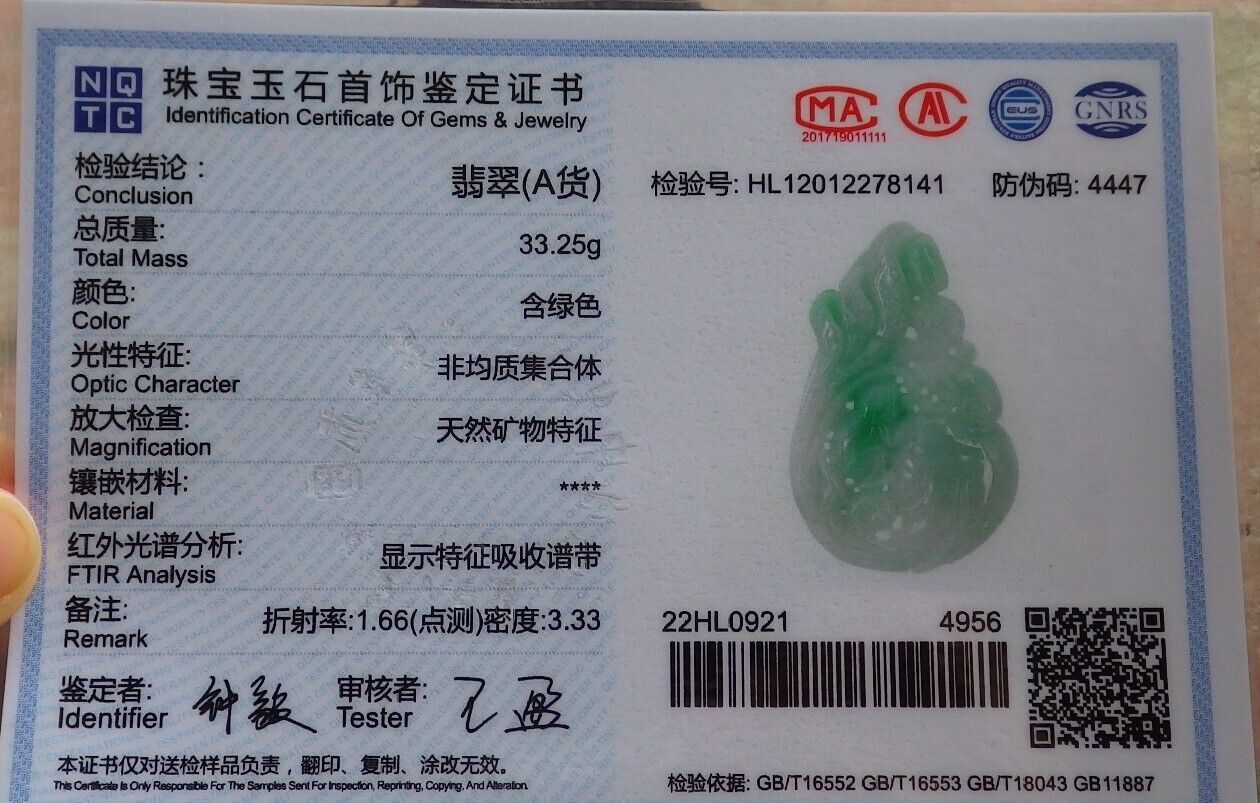 NQ
TC
珠宝玉石首饰鉴定证书
Identification Certificate Of Gems & Jewelry
MA
201719011111
AL
EUS
GNRS
检验结论:
Conclusion
翡翠(A货)
总质量:
Total Mass
33.25g
颜色:
Color
含绿色
光性特征:
Optic Character
非均质集合体
放大检查:
Magnification
天然矿物特征
镶嵌材料:
Material
****
红外光谱分析:
FTIR Analysis
显示特征吸收谱带
备注:
Remark
折射率:1.66(点测)密度:3.33
鉴定者:
Identifier
审核者:
Tester
本证书仅对送检样品负责，翻印、复制、涂改无效。
This Certificate Is Only Responsible For The Samples Sent For Inspection, Reprinting, Copying, And Alteration.
检验号: HL12012278141
防伪码: 4447
22HL0921
4956
检验依据: GB/T16552 GB/T16553 GB/T18043 GB11887